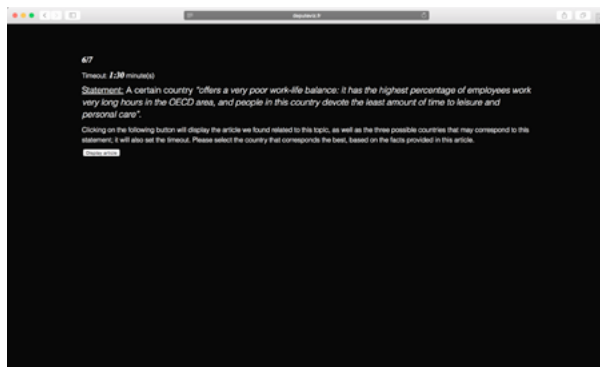 deputeviz.fr
6/7
Timeout: 1:30 minute(s)
Statement: A certain country "offers a very poor work-life balance: it has the highest percentage of employees work
very long hours in the OECD area, and people in this country devote the least amount of time to leisure and
personal care".
Clicking on the following button will display the article we found related to this topic, as well as the three possible countries that may correspond to this
statement; it will also set the timeout. Please select the country that corresponds the best, based on the facts provided in this article.
Display article